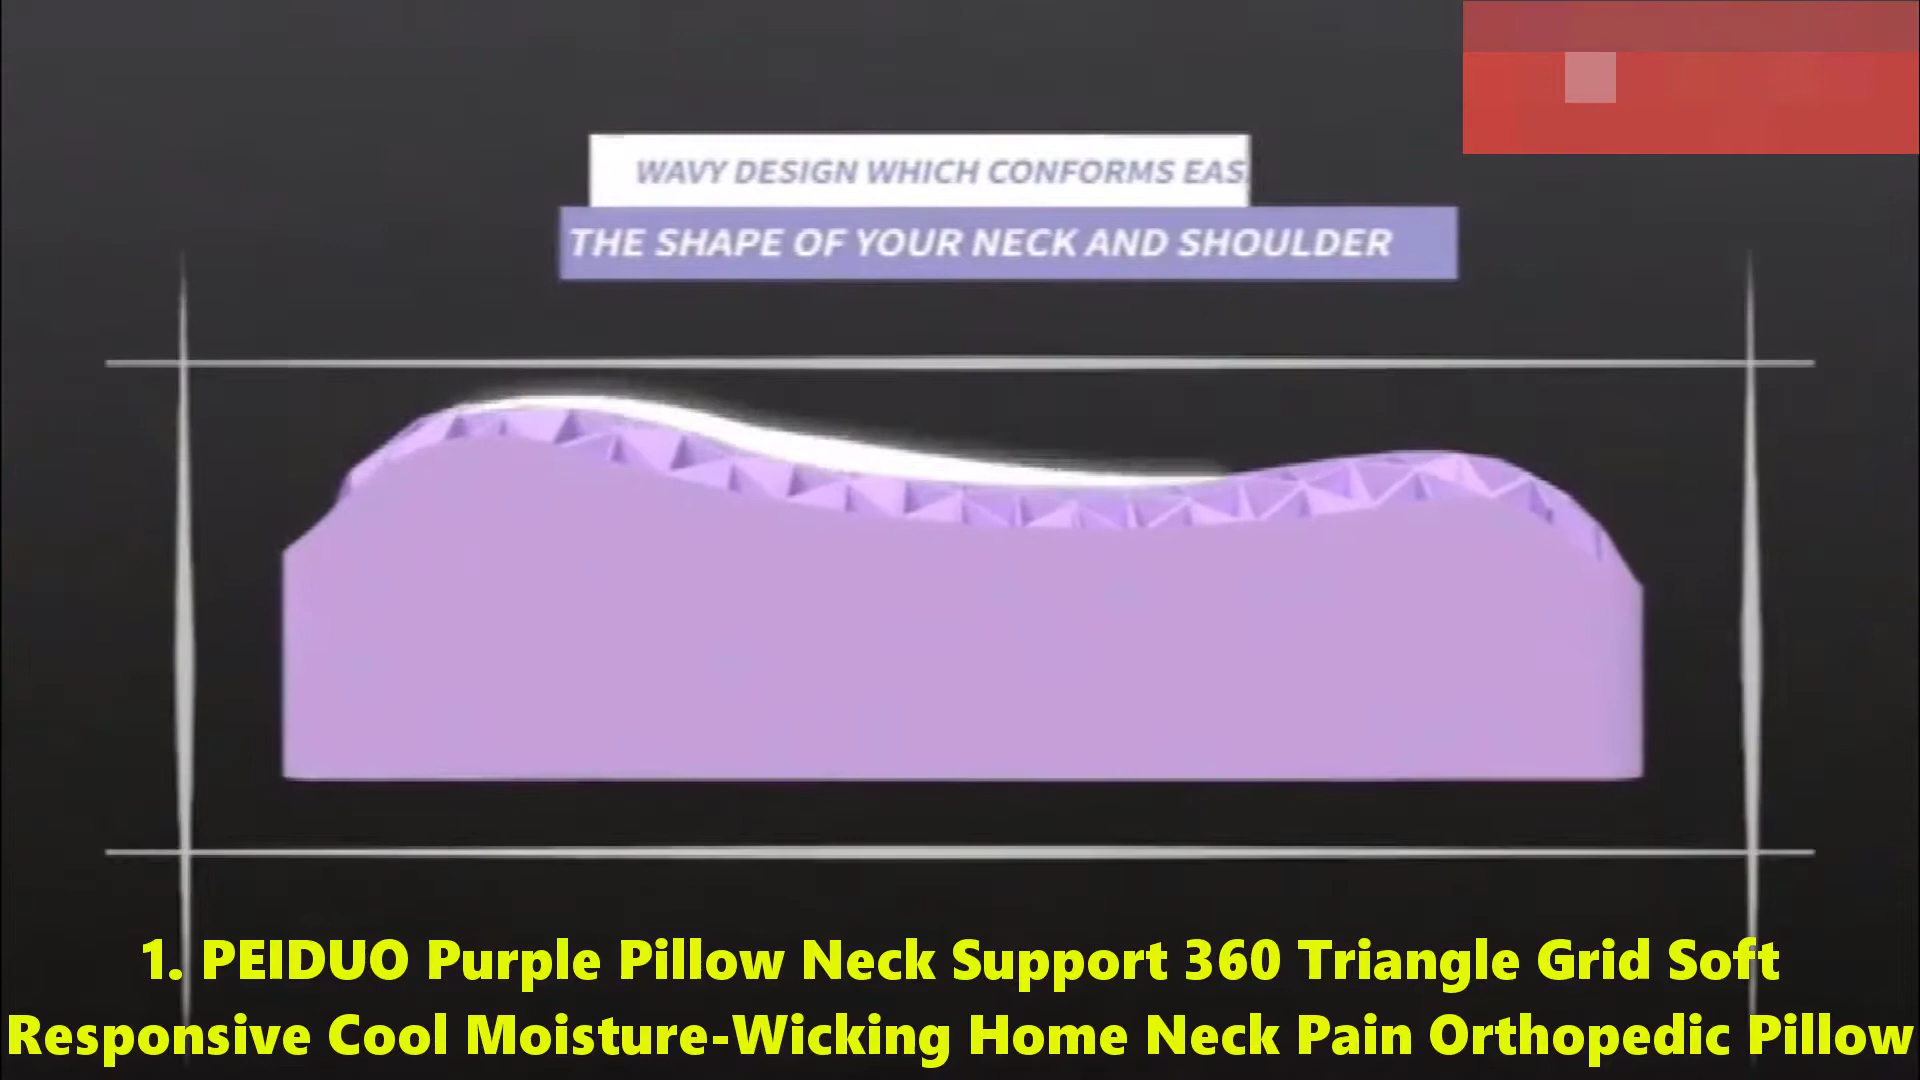 WAVY DESIGN WHICH CONFORMS EAS
THE SHAPE OF YOUR NECK AND SHOULDER
1. PEIDUO Purple Pillow Neck Support 360 Triangle Grid Soft
Responsive Cool Moisture-Wicking Home Neck Pain Orthopedic Pillow